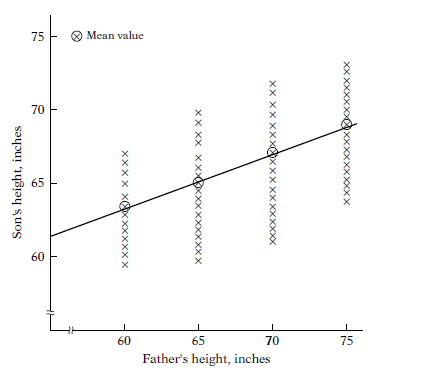 75
Mean value
70
65
60
Son's height, inches
60 65 70 75
Father's height, inches